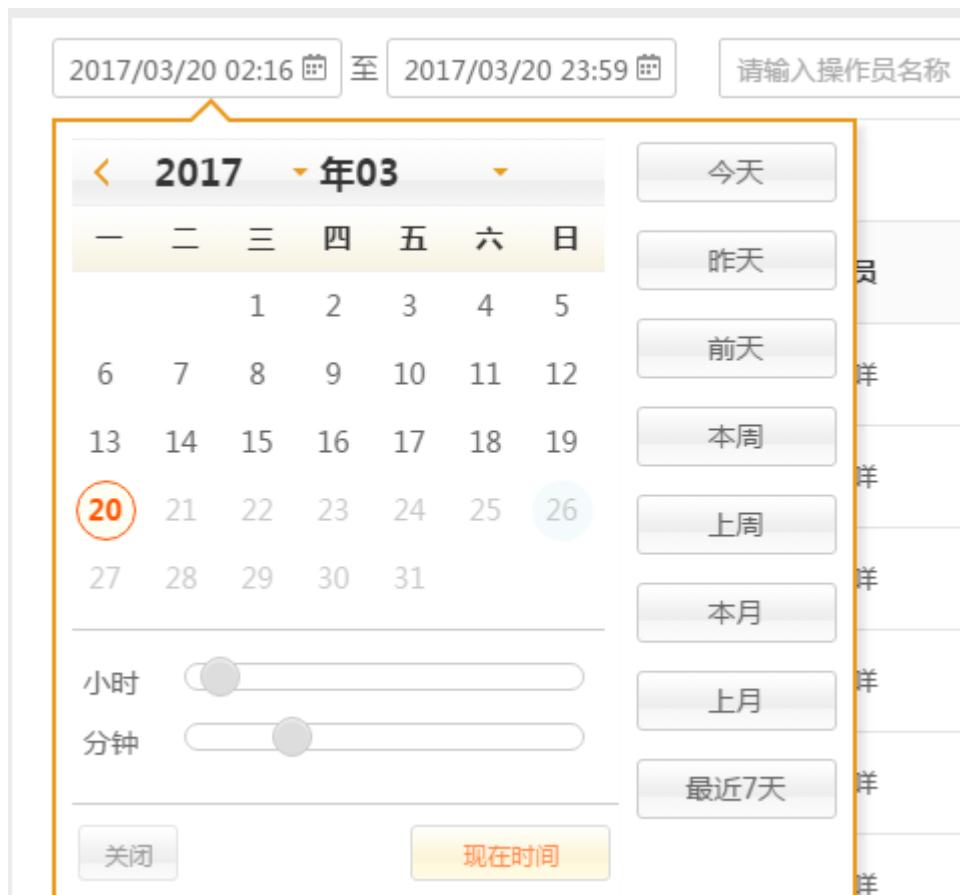 2017/03/20 02:16 至 2017/03/20 23:59 请输入操作员名称
2017 年03
一 二 三 四 五 六 日
1 2 3 4 5
6 7 8 9 10 11 12
13 14 15 16 17 18 19
20 21 22 23 24 25 26
27 28 29 30 31
小时
分钟
关闭 现在时间
今天
昨天
前天
本周
上周
本月
上月
最近7天
员